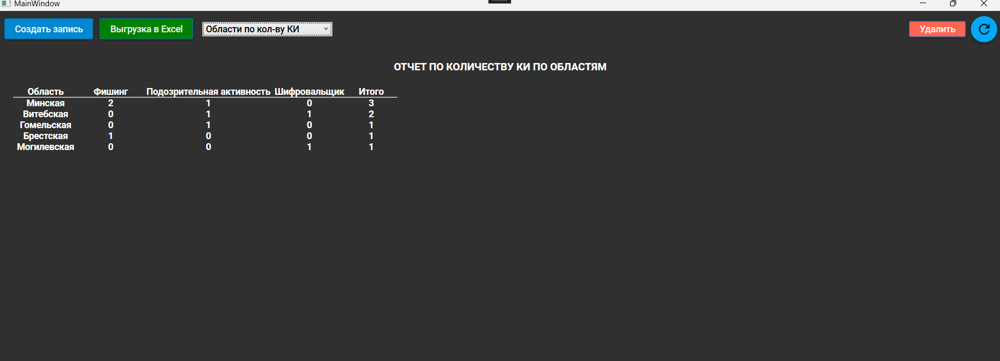 MainWindow
Создать запись Выгрузка в Excel Области по кол-ву КИ Удалить
ОТЧЕТ ПО КОЛИЧЕСТВУ КИ ПО ОБЛАСТЯМ
Область Фишинг Подозрительная активность Шифровальщик Итого
Минская 2 1 0 3
Витебская 0 1 1 2
Гомельская 0 1 0 1
Брестская 1 0 0 1
Могилевская 0 0 1 1